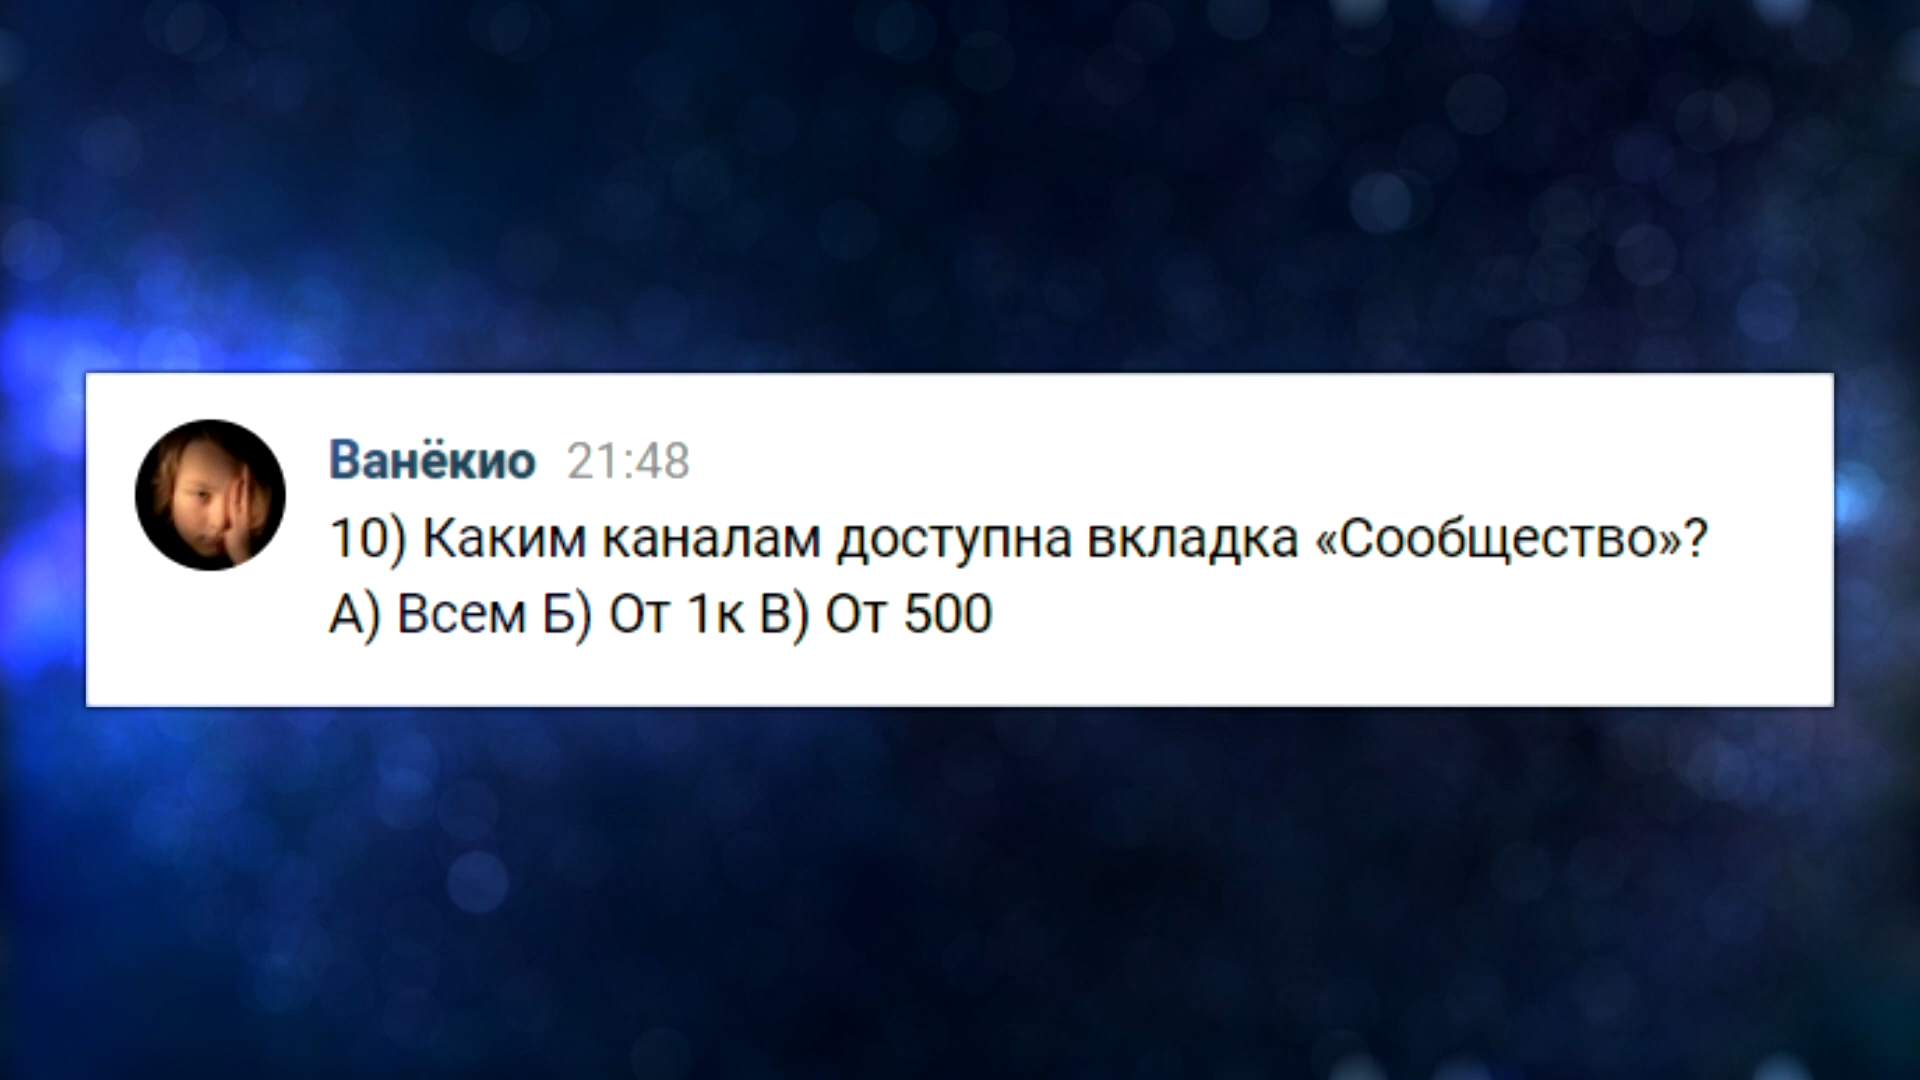 Ванёкио 21:48
10) Каким каналам доступна вкладка «Сообщество»?
А) Всем Б) От 1к В) От 500